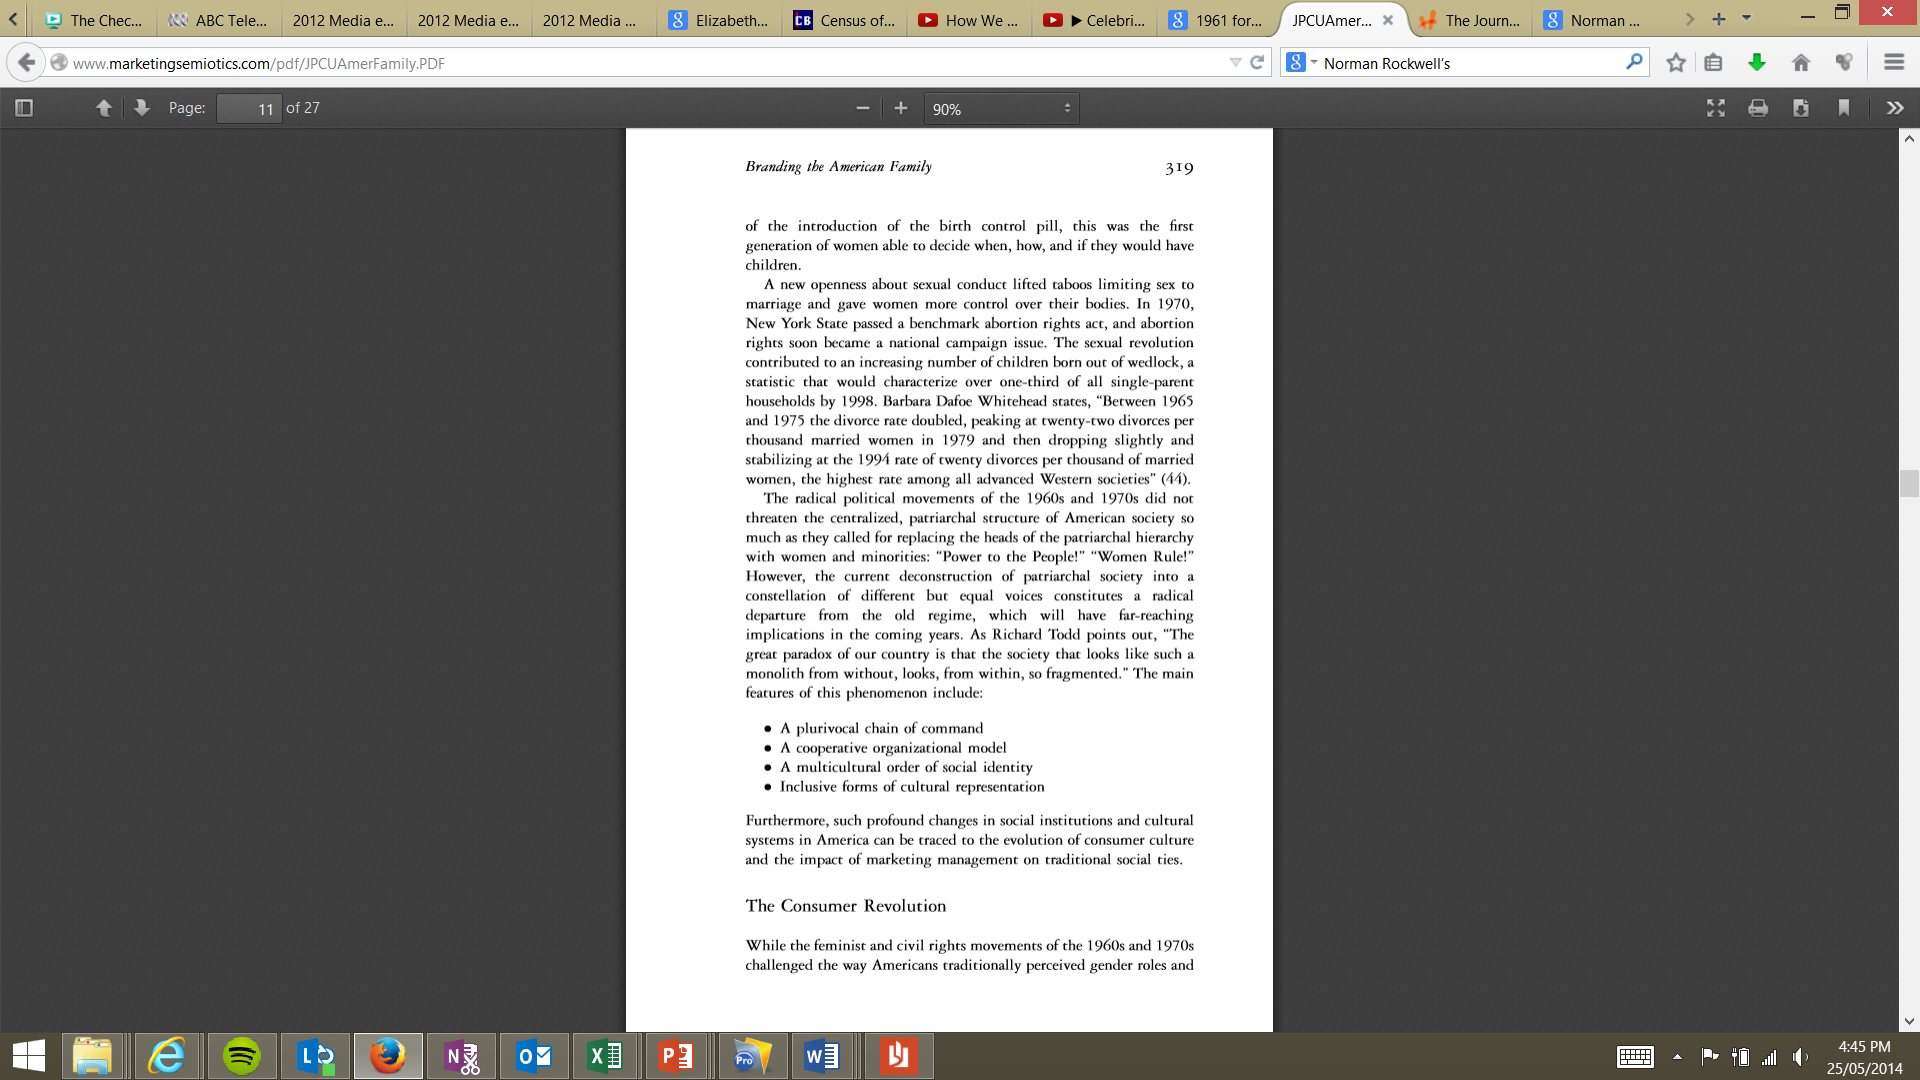 The Chec...
ABC Tele...
2012 Media e...
2012 Media e...
2012 Media ...
Elizabeth...
Census of...
How We ...
▶ Celebri...
1961 for...
JPCUAmer...
The Journ...
Norman ...
www.marketingsemiotics.com/pdf/JPCUAmerFamily.PDF
Norman Rockwell's
Page: 11 of 27
90%
Branding the American Family 319
of the introduction of the birth control pill, this was the first
generation of women able to decide when, how, and if they would have
children.
A new openness about sexual conduct lifted taboos limiting sex to
marriage and gave women more control over their bodies. In 1970,
New York State passed a benchmark abortion rights act, and abortion
rights soon became a national campaign issue. The sexual revolution
contributed to an increasing number of children born out of wedlock, a
statistic that would characterize over one-third of all single-parent
households by 1998. Barbara Dafoe Whitehead states, “Between 1965
and 1975 the divorce rate doubled, peaking at twenty-two divorces per
thousand married women in 1979 and then dropping slightly and
stabilizing at the 1994 rate of twenty divorces per thousand of married
women, the highest rate among all advanced Western societies” (44).
The radical political movements of the 1960s and 1970s did not
threaten the centralized, patriarchal structure of American society so
much as they called for replacing the heads of the patriarchal hierarchy
with women and minorities: “Power to the People!” “Women Rule!”
However, the current deconstruction of patriarchal society into a
constellation of different but equal voices constitutes a radical
departure from the old regime, which will have far-reaching
implications in the coming years. As Richard Todd points out, “The
great paradox of our country is that the society that looks like such a
monolith from without, looks, from within, so fragmented.” The main
features of this phenomenon include:
• A plurivocal chain of command
• A cooperative organizational model
• A multicultural order of social identity
• Inclusive forms of cultural representation
Furthermore, such profound changes in social institutions and cultural
systems in America can be traced to the evolution of consumer culture
and the impact of marketing management on traditional social ties.
The Consumer Revolution
While the feminist and civil rights movements of the 1960s and 1970s
challenged the way Americans traditionally perceived gender roles and
4:45 PM
25/05/2014